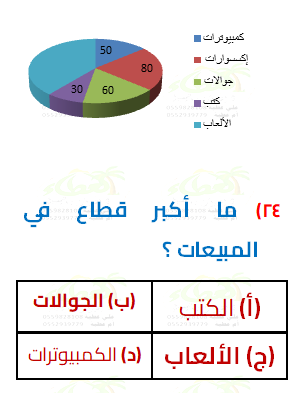 50
80
60
30
كمبيوترات
إكسسوارات
جوالات
كتب
الألعاب
٢٤) ما أكبر قطاع في
المبيعات ؟
(أ) الكتب (ب) الجوالات
(ج) الألعاب (د) الكمبيوترات